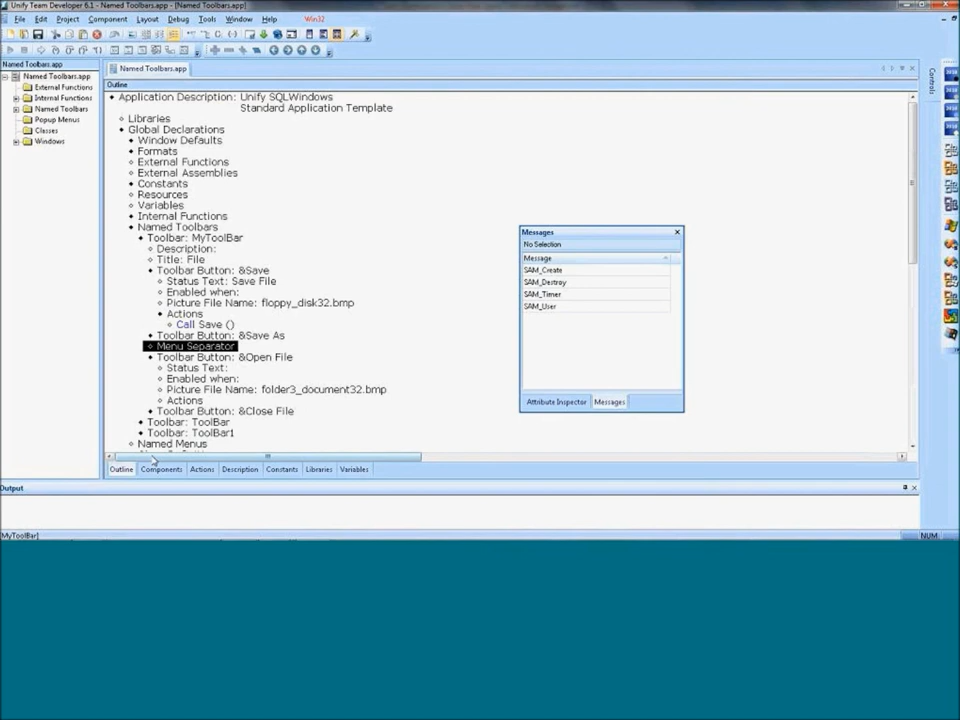 Unify Team Developer 6.1 - Named Toolbars.app - [Named Toolbars.app]
File Edit Project Component Layout Debug Tools Window Help Win32
Named Toolbars.app
Named Toolbars.app
External Functions
Internal Functions
Named Toolbars
Popup Menus
Classes
Windows
Named Toolbars.app
Outline
Application Description: Unify SQLWindows
Standard Application Template
Libraries
Global Declarations
Window Defaults
Formats
External Functions
External Assemblies
Constants
Resources
Variables
Internal Functions
Named Toolbars
Toolbar: MyToolBar
Description:
Title: File
Toolbar Button: &Save
Status Text: Save File
Enabled when:
Picture File Name: floppy_disk32.bmp
Actions
Call Save ()
Toolbar Button: &Save As
Menu Separator
Toolbar Button: &Open File
Status Text:
Enabled when:
Picture File Name: folder3_document32.bmp
Actions
Toolbar Button: &Close File
Toolbar: ToolBar
Toolbar: ToolBar1
Named Menus
Outline Components Actions Description Constants Libraries Variables
Messages
No Selection
Message
SAM_Create
SAM_Destroy
SAM_Timer
SAM_User
Attribute Inspector Messages
Controls
Output
MyToolBar]
NUM